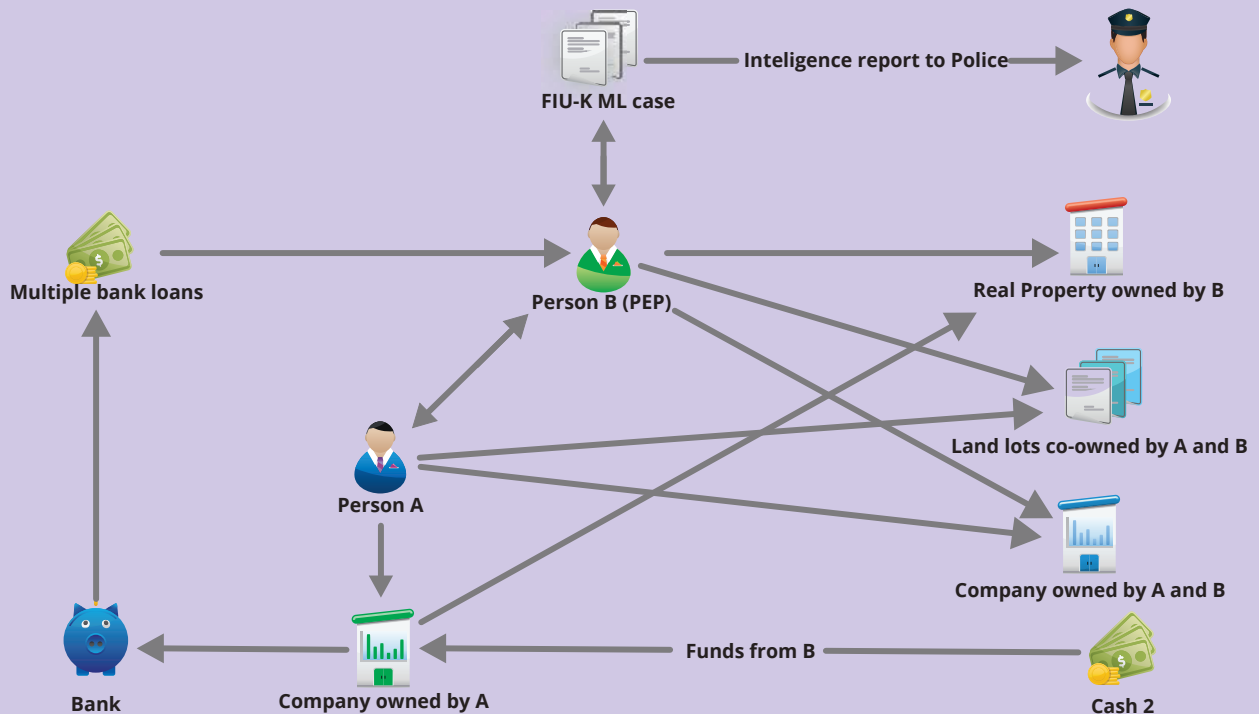 Inteligence report to Police
FIU-K ML case
Multiple bank loans
Person B (PEP)
Real Property owned by B
Land lots co-owned by A and B
Person A
Company owned by A and B
Funds from B
Company owned by A
Bank
Cash 2